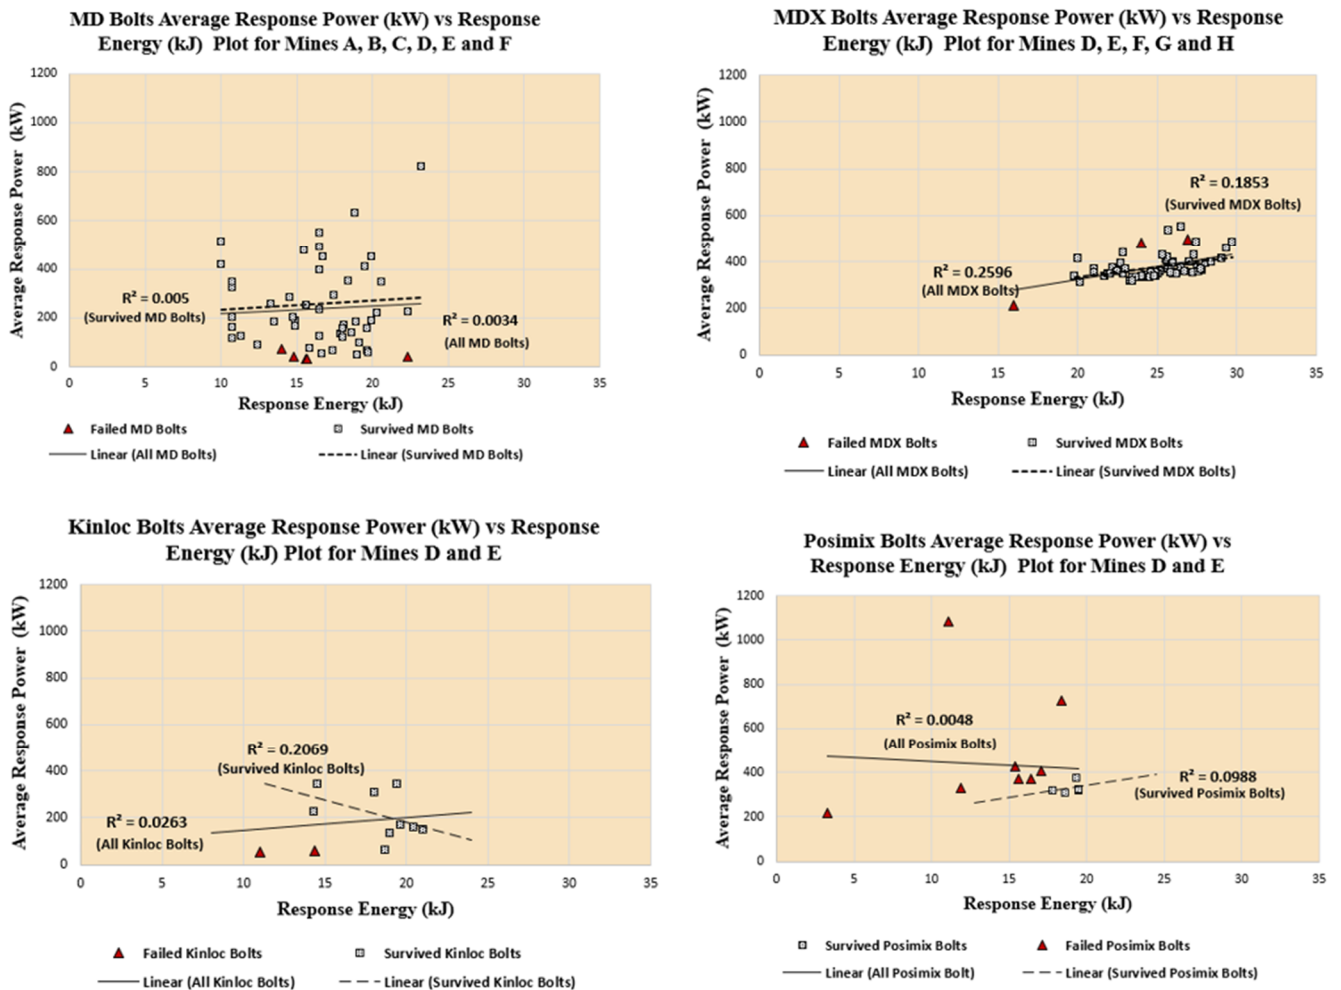 MD Bolts Average Response Power (kW) vs Response
Energy (kJ) Plot for Mines A, B, C, D, E and F
Average Response Power (kW)
1200
1000
800
600
400
200
0
R² = 0.005
(Survived MD Bolts)
R² = 0.0034
(All MD Bolts)
0 5 10 15 20 25 30 35
Response Energy (kJ)
Failed MD Bolts Survived MD Bolts
Linear (All MD Bolts) Linear (Survived MD Bolts)
MDX Bolts Average Response Power (kW) vs Response
Energy (kJ) Plot for Mines D, E, F, G and H
Average Response Power (kW)
1200
1000
800
600
400
200
0
R² = 0.1853
(Survived MDX Bolts)
R² = 0.2596
(All MDX Bolts)
0 5 10 15 20 25 30 35
Response Energy (kJ)
Failed MDX Bolts Survived MDX Bolts
Linear (All MDX Bolts) Linear (Survived MDX Bolts)
Kinloc Bolts Average Response Power (kW) vs Response
Energy (kJ) Plot for Mines D and E
Average Response Power (kW)
1200
1000
800
600
400
200
0
R² = 0.2069
(Survived Kinloc Bolts)
R² = 0.0263
(All Kinloc Bolts)
0 5 10 15 20 25 30 35
Response Energy (kJ)
Failed Kinloc Bolts Survived Kinloc Bolts
Linear (All Kinloc Bolts) Linear (Survived Kinloc Bolts)
Posimix Bolts Average Response Power (kW) vs
Response Energy (kJ) Plot for Mines D and E
Average Response Power (kW)
1200
1000
800
600
400
200
0
R² = 0.0048
(All Posimix Bolts)
R² = 0.0988
(Survived Posimix Bolts)
0 5 10 15 20 25 30 35
Response Energy (kJ)
Survived Posimix Bolts Failed Posimix Bolts
Linear (All Posimix Bolt) Linear (Survived Posimix Bolts)